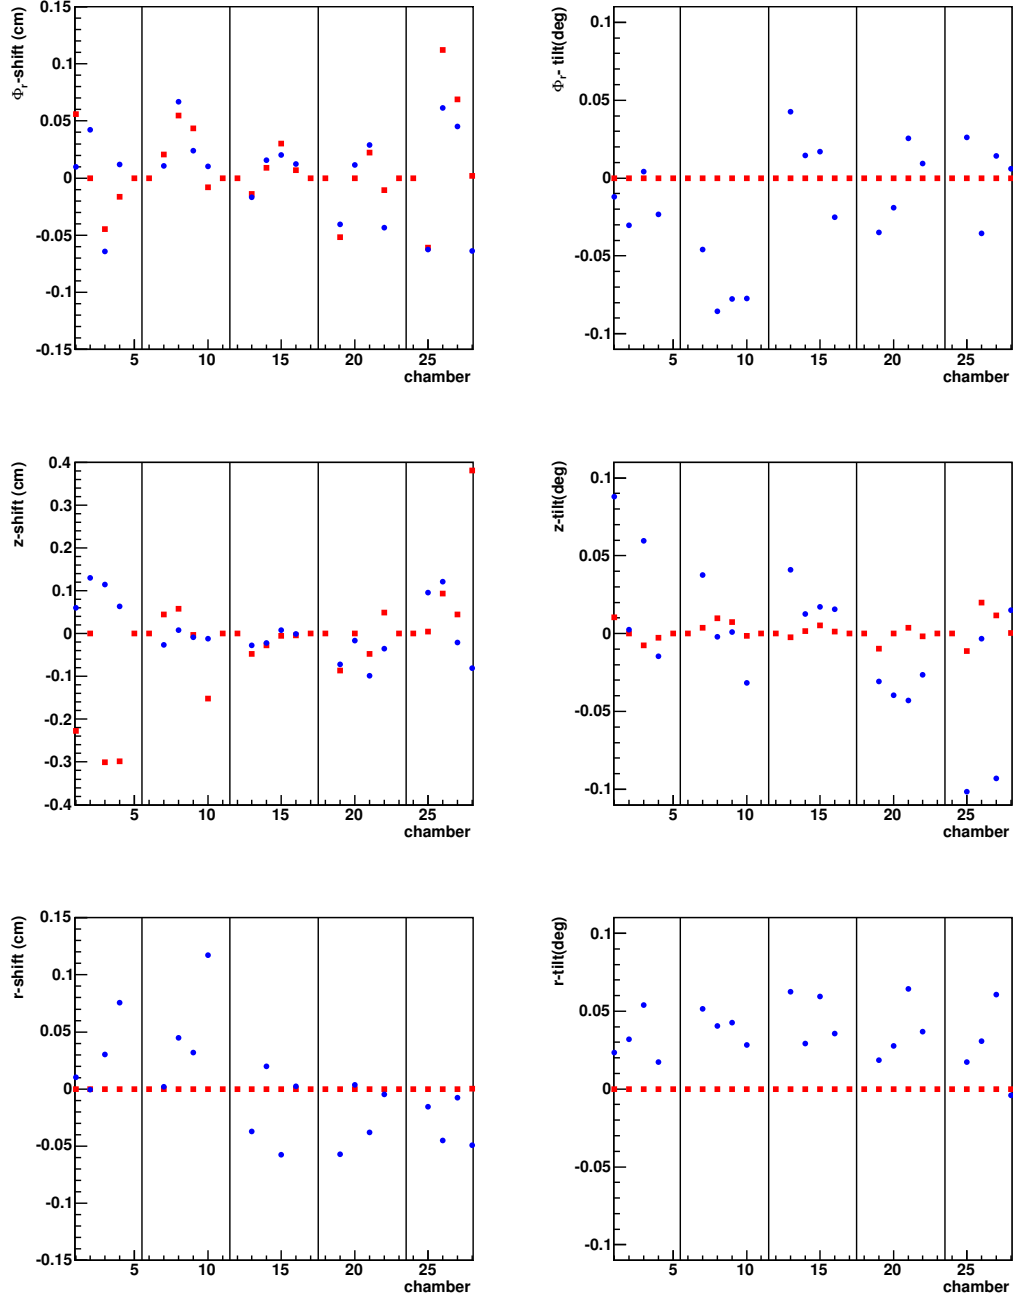 Φr-shift (cm)
0.15
0.1
0.05
0
-0.05
-0.1
-0.15
5 10 15 20 25
chamber
Φr- tilt(deg)
0.1
0.05
0
-0.05
-0.1
5 10 15 20 25
chamber
z-shift (cm)
0.4
0.3
0.2
0.1
0
-0.1
-0.2
-0.3
-0.4
5 10 15 20 25
chamber
z-tilt(deg)
0.1
0.05
0
-0.05
-0.1
5 10 15 20 25
chamber
r-shift (cm)
0.15
0.1
0.05
0
-0.05
-0.1
-0.15
5 10 15 20 25
chamber
r-tilt(deg)
0.1
0.05
0
-0.05
-0.1
5 10 15 20 25
chamber